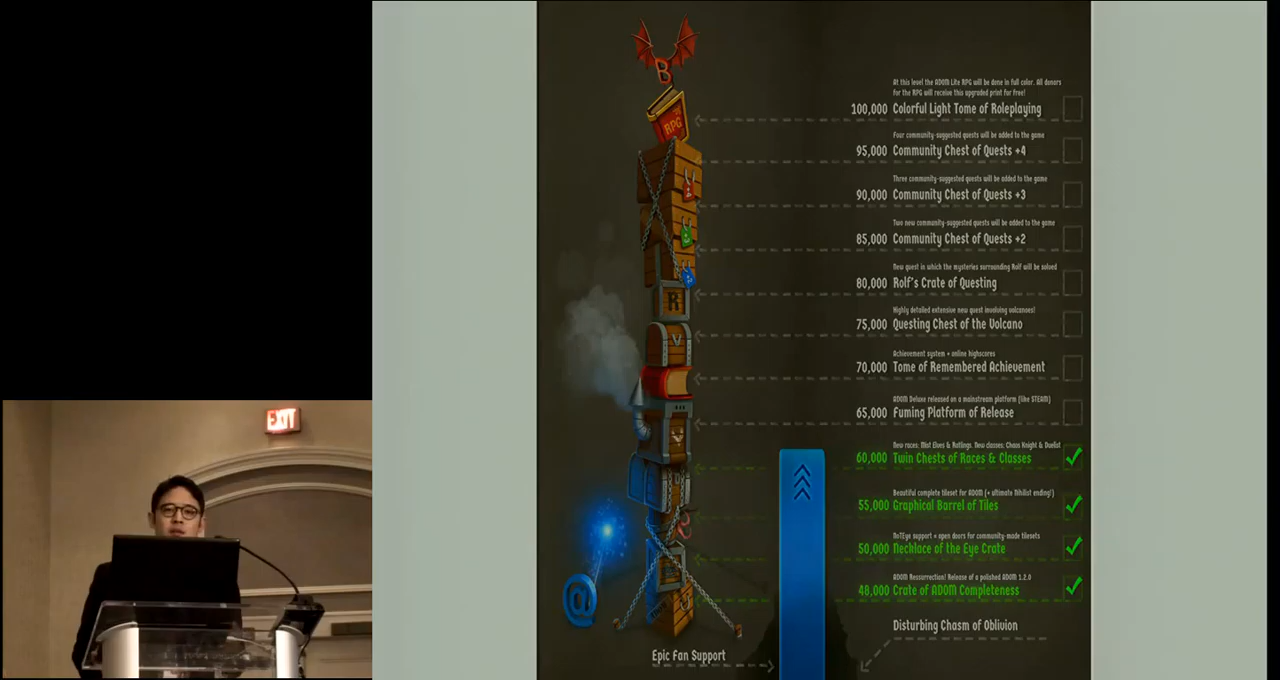 At this level the ADOM Lite RPG will be done in full color. All donors
for the RPG will receive this upgraded print for free!
100,000 Colorful Light Tome of Roleplaying
Four community-suggested quests will be added to the game
95,000 Community Chest of Quests +4
Three community-suggested quests will be added to the game
90,000 Community Chest of Quests +3
Two new community-suggested quests will be added to the game
85,000 Community Chest of Quests +2
New quest in which the mysteries surrounding Rolf will be solved
80,000 Rolf's Crate of Questing
Highly detailed extensive new quest involving volcanoes!
75,000 Questing Chest of the Volcano
Achievement system + online highscores
70,000 Tome of Remembered Achievement
ADOM Deluxe released on a mainstream platform (like STEAM)
65,000 Fuming Platform of Release
New races: Mist Elves & Ratlings. New classes: Chaos Knight & Duelist
60,000 Twin Chests of Races & Classes
Beautiful complete tileset for ADOM (+ ultimate Nihilist ending!)
55,000 Graphical Barrel of Tiles
NotEye support + open doors for community-made tilesets
50,000 Necklace of the Eye Crate
ADOM Ressurrection! Release of a polished ADOM 1.2.0
48,000 Crate of ADOM Completeness
Disturbing Chasm of Oblivion
Epic Fan Support
B
RPG
R
V
@
EXIT